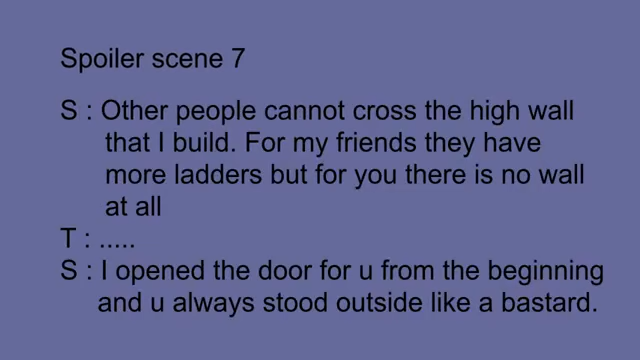 Spoiler scene 7
S : Other people cannot cross the high wall
that I build. For my friends they have
more ladders but for you there is no wall
at all
T : .....
S : I opened the door for u from the beginning
and u always stood outside like a bastard.